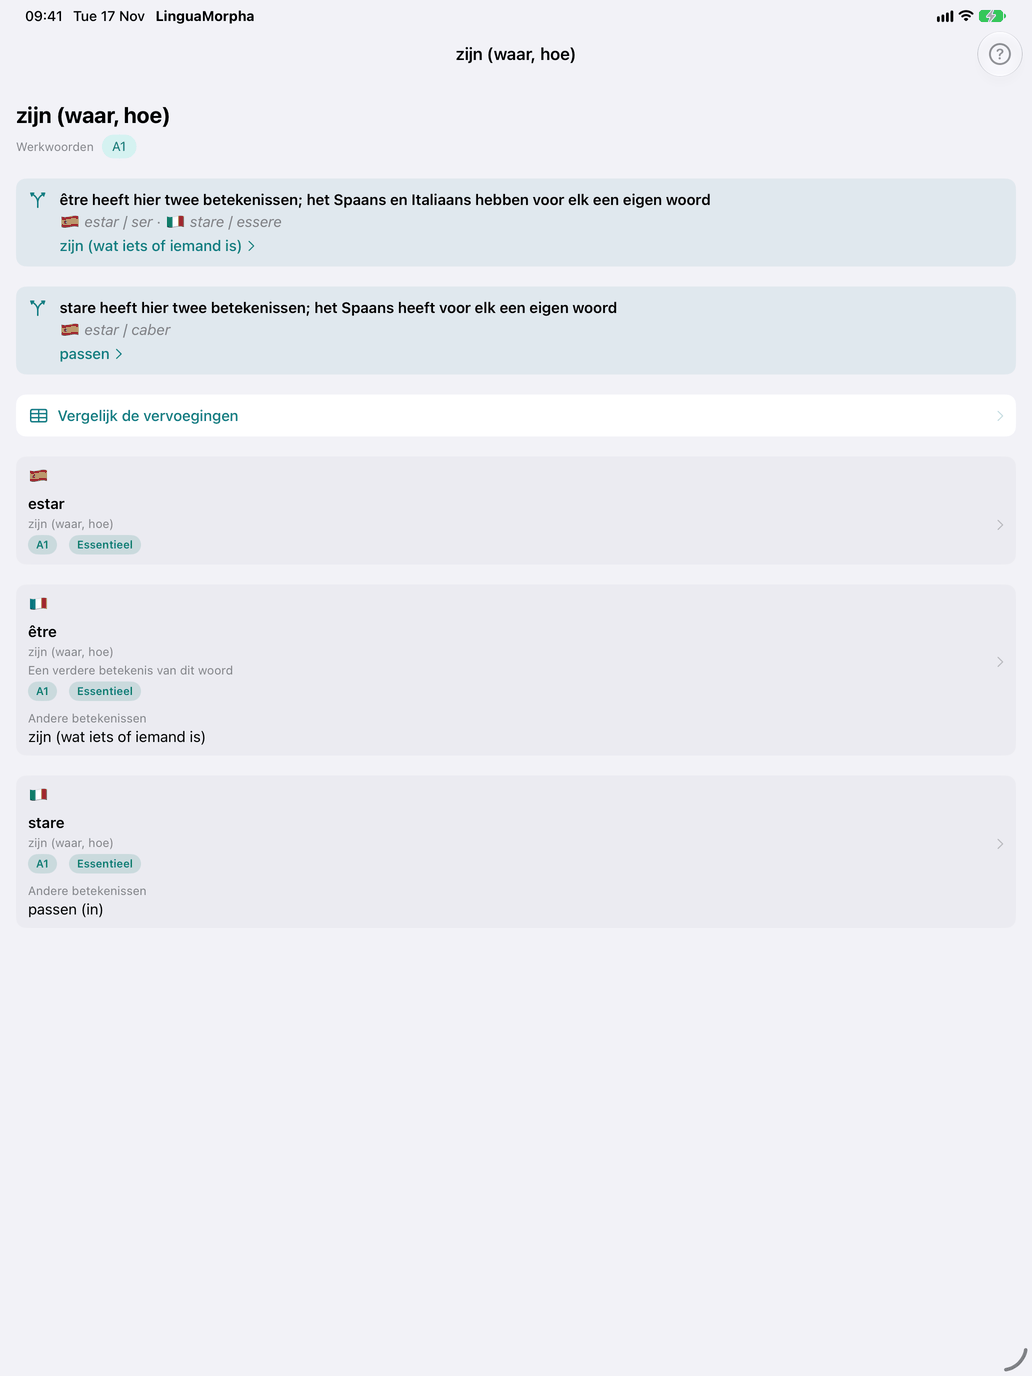 09:41 Tue 17 Nov LinguaMorpha
zijn (waar, hoe)
?
zijn (waar, hoe)
Werkwoorden A1
être heeft hier twee betekenissen; het Spaans en Italiaans hebben voor elk een eigen woord
estar / ser · stare / essere
zijn (wat iets of iemand is)
stare heeft hier twee betekenissen; het Spaans heeft voor elk een eigen woord
estar / caber
passen
Vergelijk de vervoegingen
estar
zijn (waar, hoe)
A1 Essentieel
être
zijn (waar, hoe)
Een verdere betekenis van dit woord
A1 Essentieel
Andere betekenissen
zijn (wat iets of iemand is)
stare
zijn (waar, hoe)
A1 Essentieel
Andere betekenissen
passen (in)